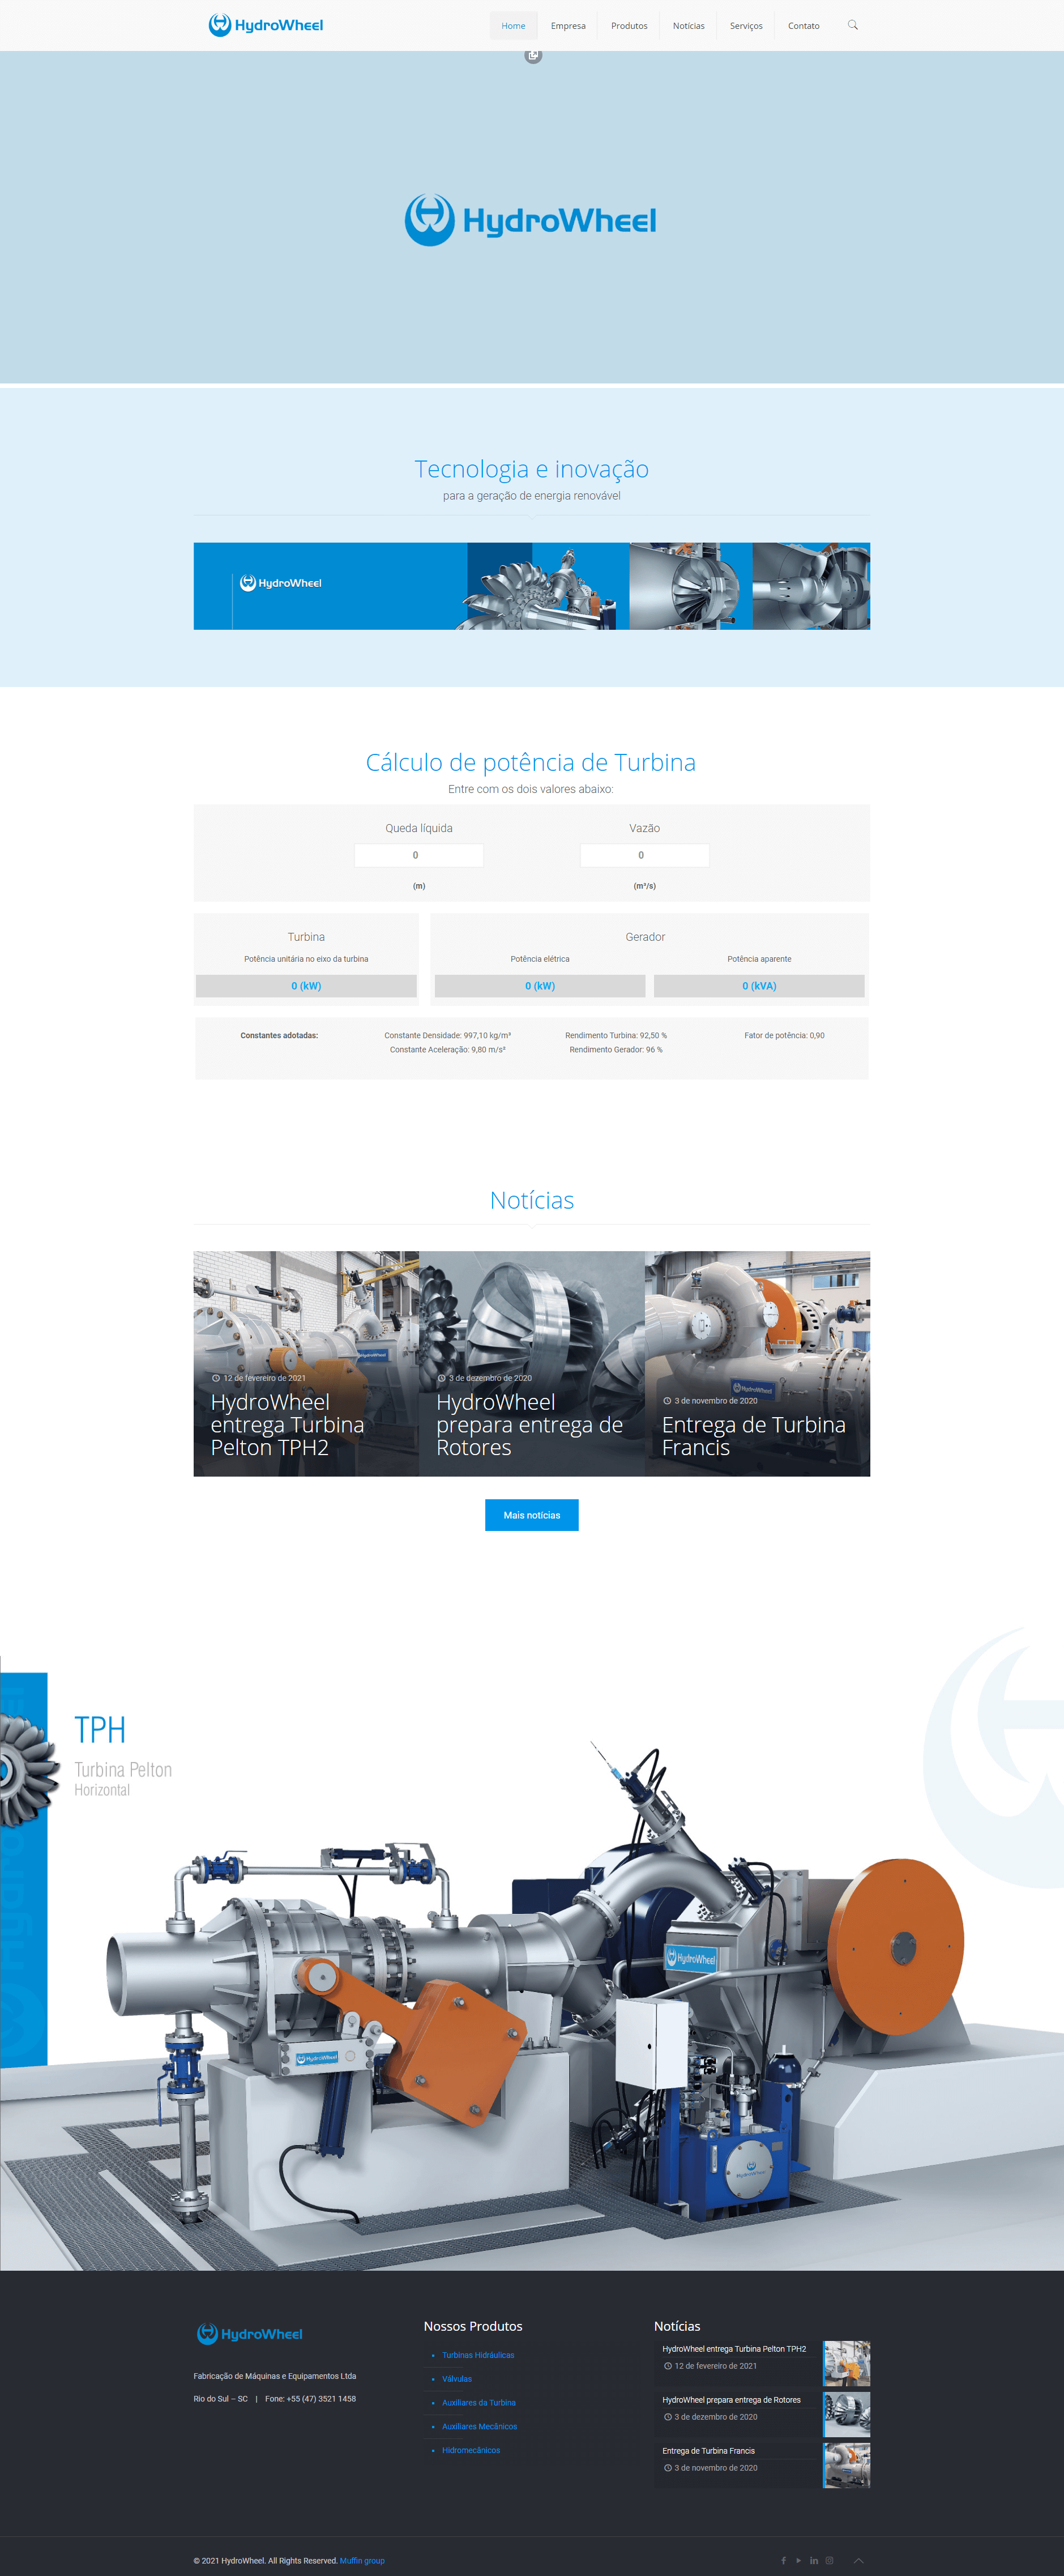 HydroWheel
Home
Empresa
Produtos
Notícias
Serviços
Contato
HydroWheel
Tecnologia e inovação
para a geração de energia renovável
HydroWheel
Cálculo de potência de Turbina
Entre com os dois valores abaixo:
Queda líquida
Vazão
0
0
(m)
(m³/s)
Turbina
Gerador
Potência unitária no eixo da turbina
Potência elétrica
Potência aparente
0 (kW)
0 (kW)
0 (kVA)
Constantes adotadas:
Constante Densidade: 997,10 kg/m³
Rendimento Turbina: 92,50 %
Fator de potência: 0,90
Constante Aceleração: 9,80 m/s²
Rendimento Gerador: 96 %
Notícias
12 de fevereiro de 2021
HydroWheel
entrega Turbina
Pelton TPH2
3 de dezembro de 2020
HydroWheel
prepara entrega de
Rotores
HydroWheel
3 de novembro de 2020
Entrega de Turbina
Francis
Mais notícias
TPH
Turbina Pelton
Horizontal
HydroWheel
HydroWheel
HydroWheel
HydroWheel
Fabricação de Máquinas e Equipamentos Ltda
Rio do Sul – SC | Fone: +55 (47) 3521 1458
Nossos Produtos
Turbinas Hidráulicas
Válvulas
Auxiliares da Turbina
Auxiliares Mecânicos
Hidromecânicos
Notícias
HydroWheel entrega Turbina Pelton TPH2
12 de fevereiro de 2021
HydroWheel prepara entrega de Rotores
3 de dezembro de 2020
Entrega de Turbina Francis
3 de novembro de 2020
© 2021 HydroWheel. All Rights Reserved. Muffin group